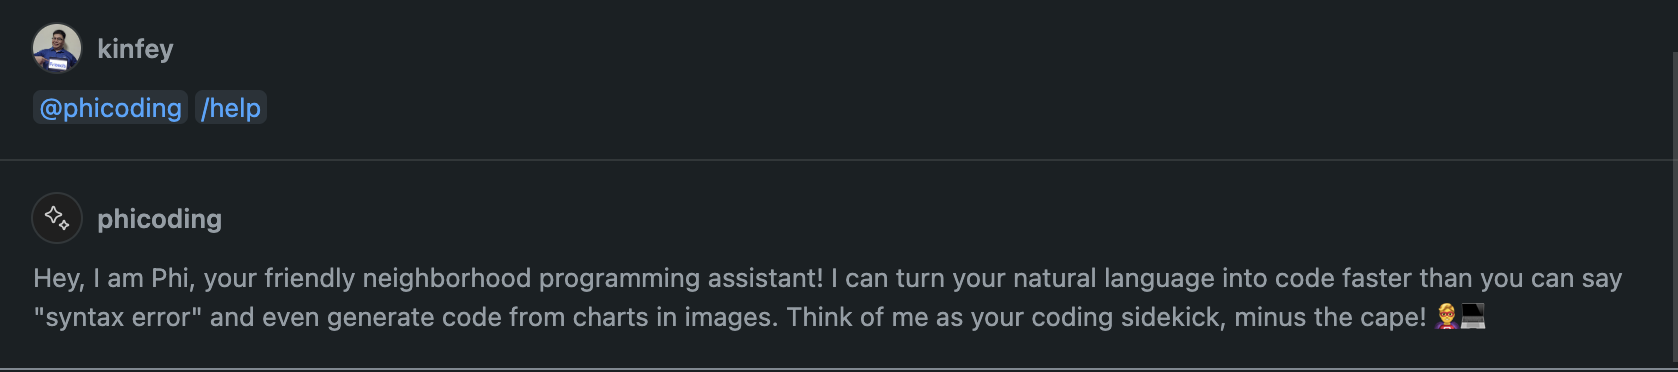 kinfey
@phicoding /help
phicoding
Hey, I am Phi, your friendly neighborhood programming assistant! I can turn your natural language into code faster than you can say
"syntax error" and even generate code from charts in images. Think of me as your coding sidekick, minus the cape! 🦸💻